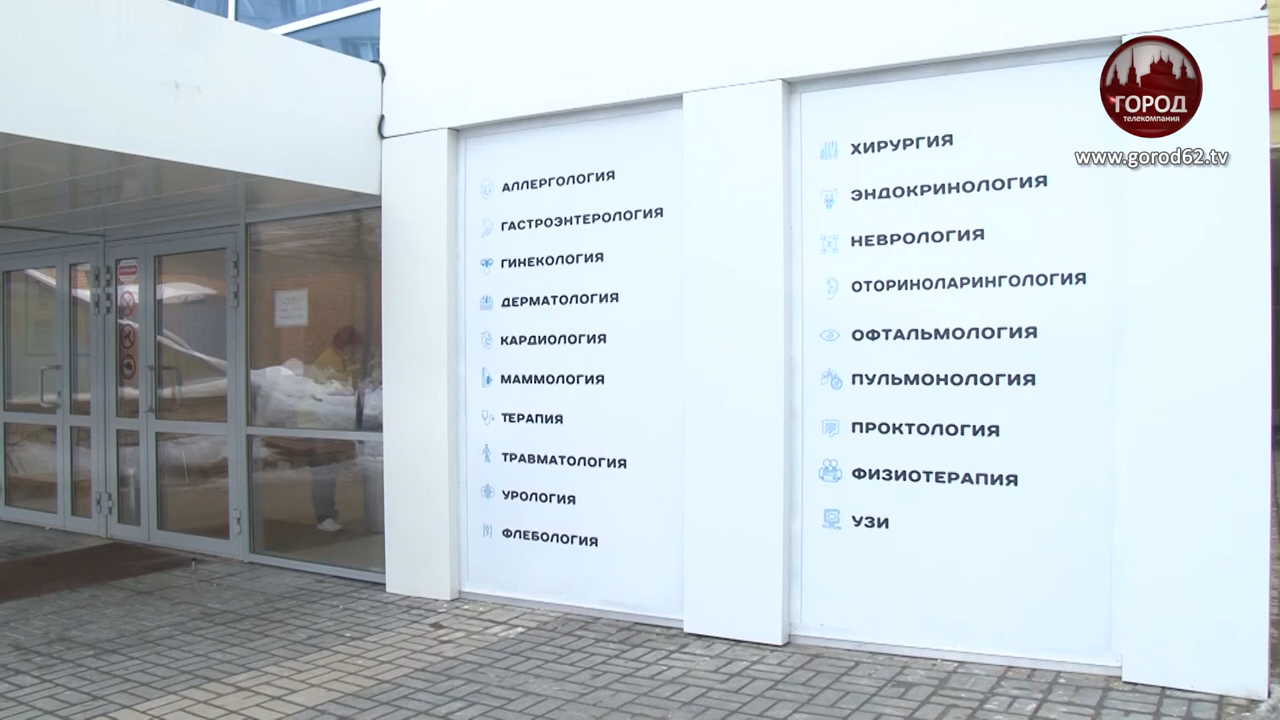 АЛЛЕРГОЛОГИЯ
ГАСТРОЭНТЕРОЛОГИЯ
ГИНЕКОЛОГИЯ
ДЕРМАТОЛОГИЯ
КАРДИОЛОГИЯ
МАММОЛОГИЯ
ТЕРАПИЯ
ТРАВМАТОЛОГИЯ
УРОЛОГИЯ
ФЛЕБОЛОГИЯ
ХИРУРГИЯ
ЭНДОКРИНОЛОГИЯ
НЕВРОЛОГИЯ
ОТОРИНОЛАРИНГОЛОГИЯ
ОФТАЛЬМОЛОГИЯ
ПУЛЬМОНОЛОГИЯ
ПРОКТОЛОГИЯ
ФИЗИОТЕРАПИЯ
УЗИ
ГОРОД
телекомпания
www.gorod62.tv